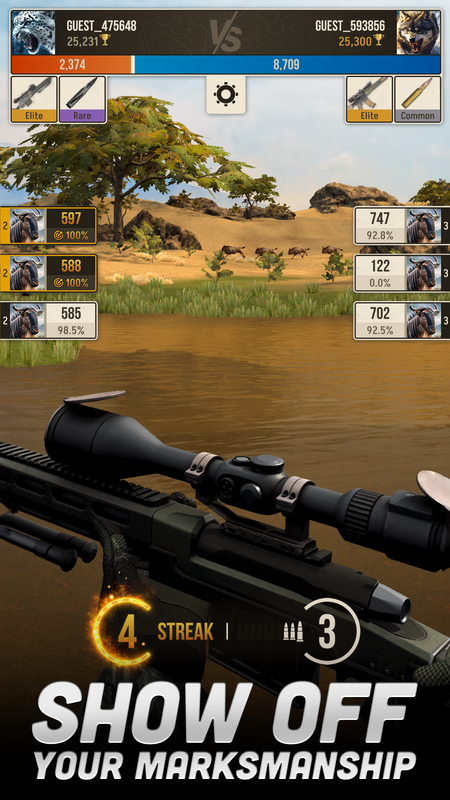 GUEST_475648
25,231
VS
GUEST_593856
25,300
2,374
8,709
Elite
Rare
Elite
Common
2
597
100%
747
92.8%
3
2
588
100%
122
0.0%
3
2
585
98.5%
702
92.5%
3
4.
STREAK
3
SHOW OFF
YOUR MARKSMANSHIP